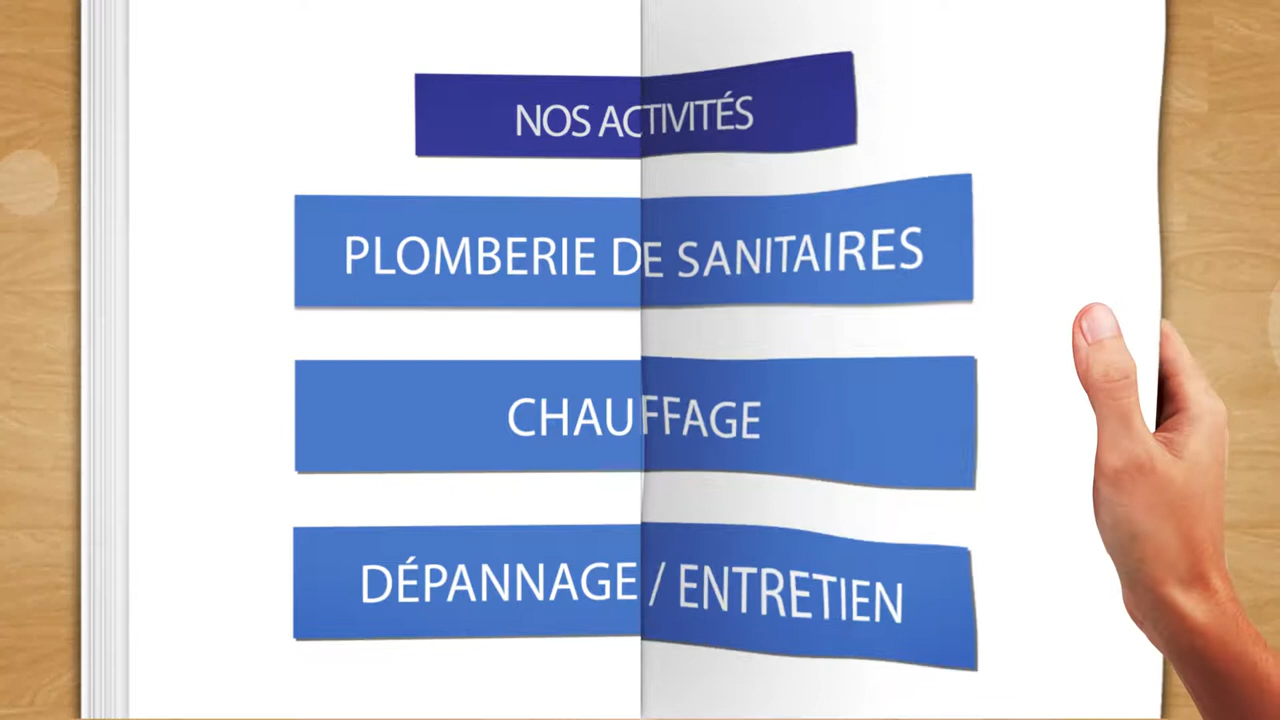 NOS ACTIVITÉS
PLOMBERIE DE SANITAIRES
CHAUFFAGE
DÉPANNAGE / ENTRETIEN